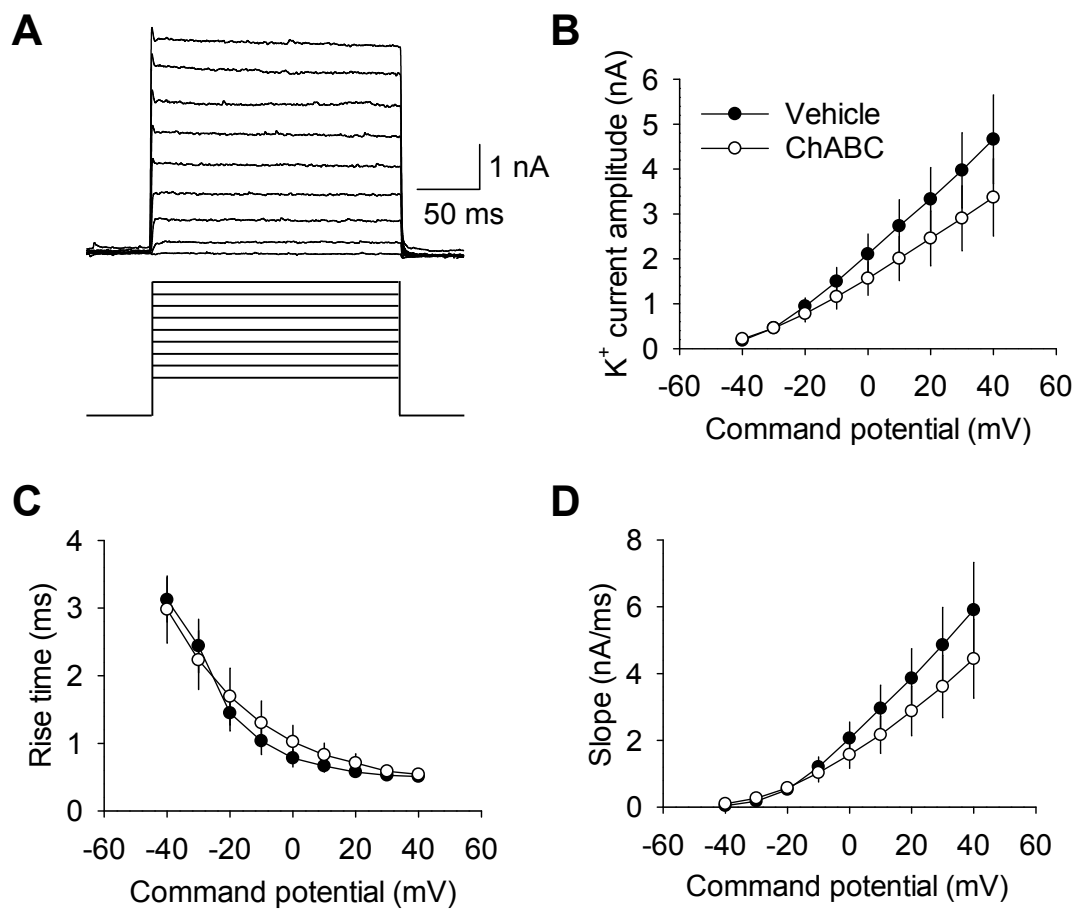 A
1 nA
50 ms
B
K+ current amplitude (nA)
6
5
4
3
2
1
0
Vehicle
ChABC
-60 -40 -20 0 20 40 60
Command potential (mV)
C
Rise time (ms)
4
3
2
1
0
-60 -40 -20 0 20 40 60
Command potential (mV)
D
Slope (nA/ms)
8
6
4
2
0
-60 -40 -20 0 20 40 60
Command potential (mV)